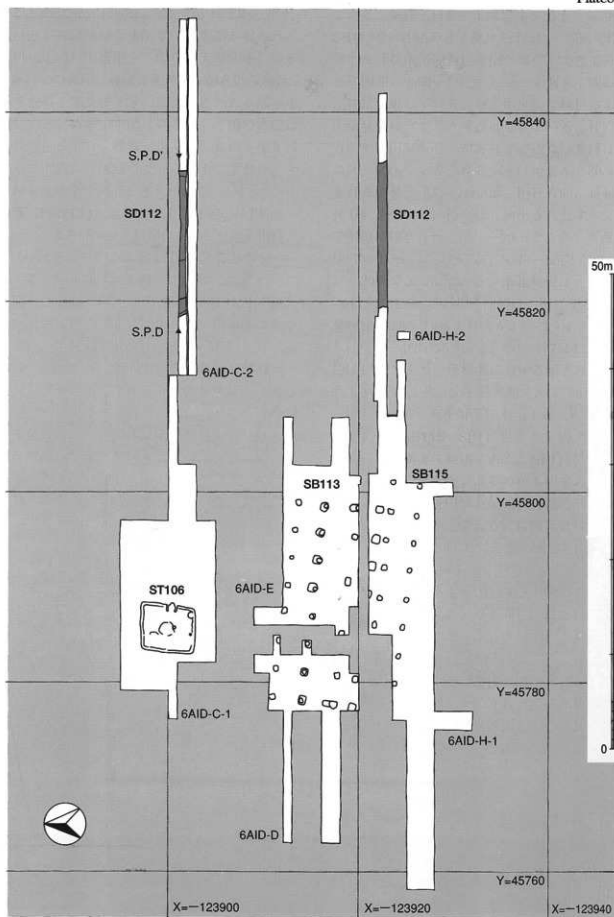 Plate6
Y=45840
S.P.D'
SD112
SD112
50m
Y=45820
S.P.D
6AID-H-2
6AID-C-2
SB113
SB115
Y=45800
ST106
6AID-E
Y=45780
6AID-C-1
6AID-H-1
0
6AID-D
Y=45760
X=−123900
X=−123920
X=−123940